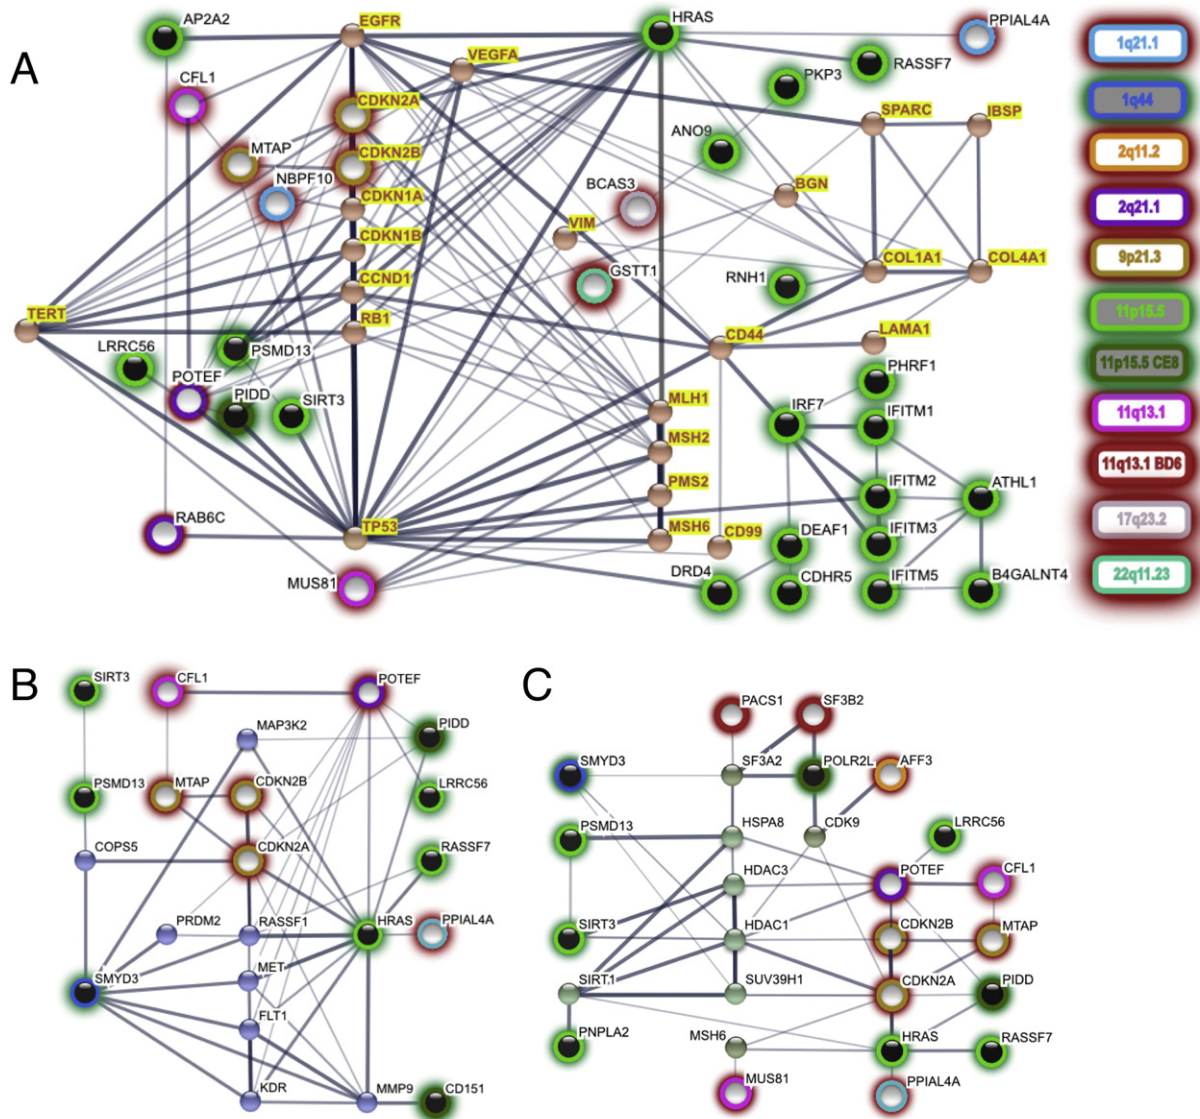 A
AP2A2
EGFR
HRAS
PPIAL4A
1q21.1
VEGFA
RASSF7
CFL1
PKP3
CDKN2A
1q44
SPARC
IBSP
MTAP
ANO9
CDKN2B
2q11.2
NBPF10
BCAS3
BGN
CDKN1A
2q21.1
VIM
CDKN1B
9p21.3
CCND1
GSTT1
RNH1
COL1A1
COL4A1
TERT
RB1
11p15.5
CD44
LAMA1
LRRC56
PSMD13
11p15.5 CE8
POTEF
PHRF1
PIDD
SIRT3
MLH1
IRF7
IFITM1
11q13.1
MSH2
11q13.1 BD6
PMS2
IFITM2
ATHL1
RAB6C
TP53
MSH6
CD99
IFITM3
17q23.2
DEAF1
MUS81
DRD4
CDHR5
IFITM5
B4GALNT4
22q11.23
B
SIRT3
CFL1
POTEF
MAP3K2
PIDD
PSMD13
MTAP
CDKN2B
LRRC56
COPS5
CDKN2A
RASSF7
PRDM2
RASSF1
HRAS
PPIAL4A
SMYD3
MET
FLT1
KDR
MMP9
CD151
C
PACS1
SF3B2
SMYD3
SF3A2
POLR2L
AFF3
PSMD13
HSPA8
CDK9
LRRC56
HDAC3
POTEF
CFL1
SIRT3
HDAC1
CDKN2B
MTAP
SIRT1
SUV39H1
CDKN2A
PIDD
PNPLA2
MSH6
HRAS
RASSF7
MUS81
PPIAL4A